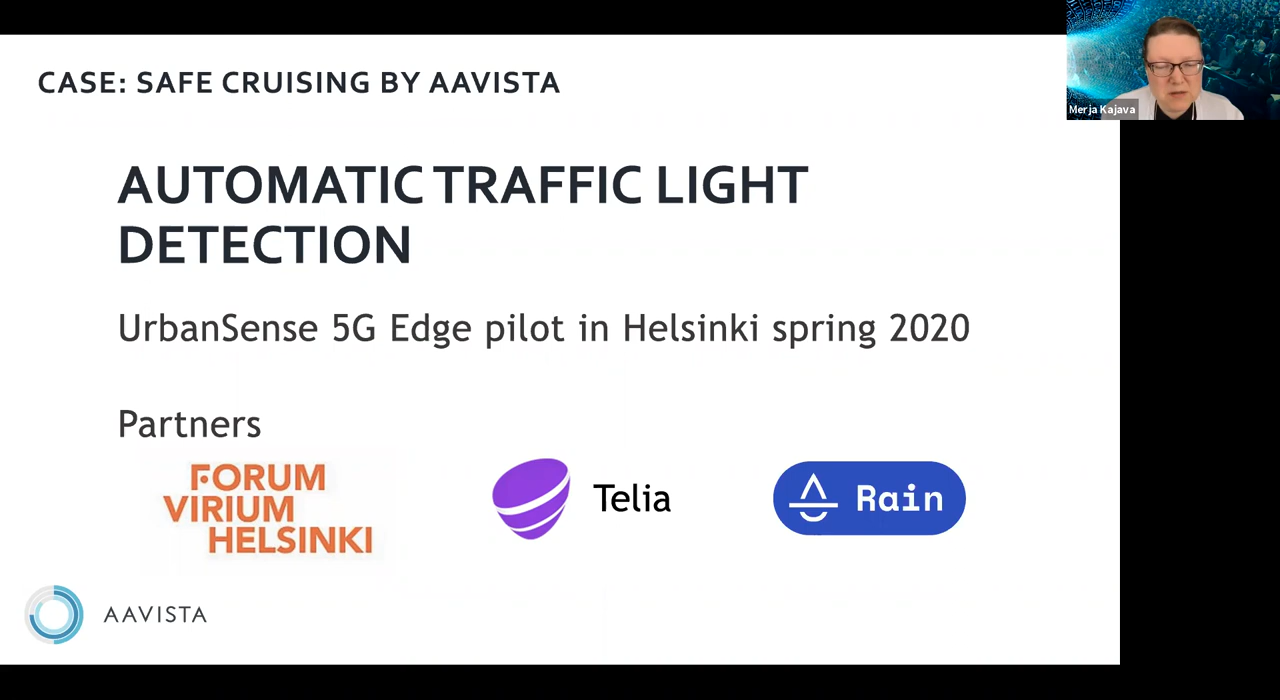 CASE: SAFE CRUISING BY AAVISTA
Merja Kajava
AUTOMATIC TRAFFIC LIGHT
DETECTION
UrbanSense 5G Edge pilot in Helsinki spring 2020
Partners
FORUM
VIRIUM
HELSINKI
Telia
Rain
AAVISTA